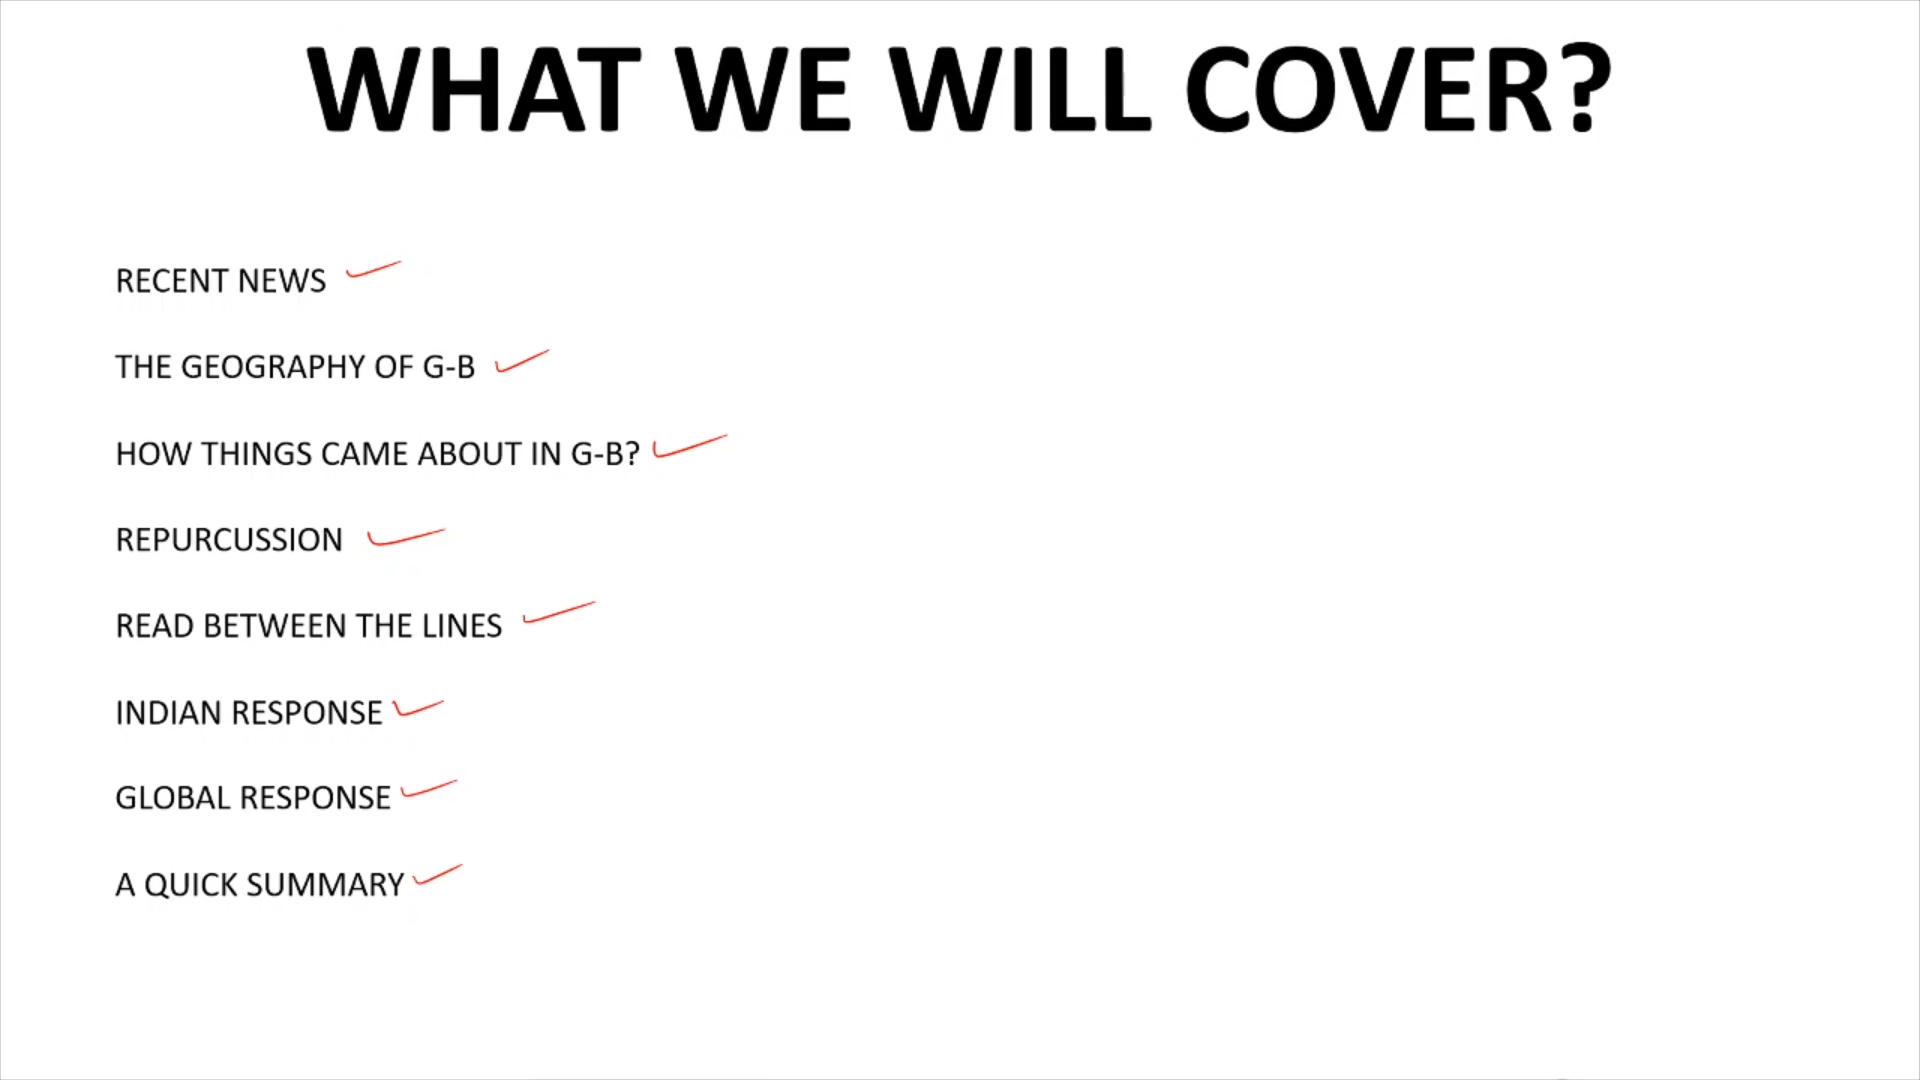 WHAT WE WILL COVER?
RECENT NEWS
THE GEOGRAPHY OF G-B
HOW THINGS CAME ABOUT IN G-B?
REPURCUSSION
READ BETWEEN THE LINES
INDIAN RESPONSE
GLOBAL RESPONSE
A QUICK SUMMARY